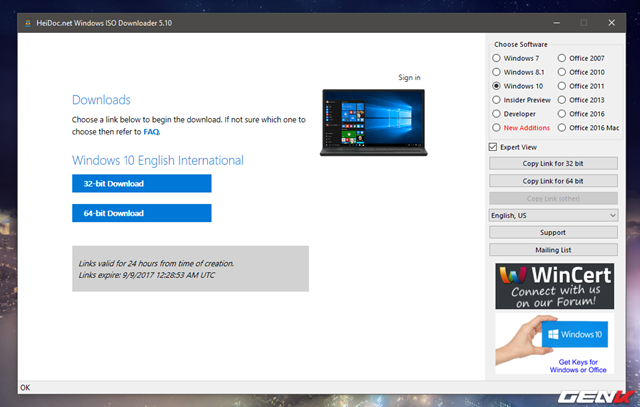 HeiDoc.net Windows ISO Downloader 5.10
Sign in
Downloads
Choose a link below to begin the download. If not sure which one to
choose then refer to FAQ.
Windows 10 English International
32-bit Download
64-bit Download
Links valid for 24 hours from time of creation.
Links expire: 9/9/2017 12:28:53 AM UTC
Choose Software
Windows 7
Office 2007
Windows 8.1
Office 2010
Windows 10
Office 2011
Insider Preview
Office 2013
Developer
Office 2016
New Additions
Office 2016 Mac
Expert View
Copy Link for 32 bit
Copy Link for 64 bit
Copy Link (other)
English, US
Support
Mailing List
WinCert
Connect with us
on our Forum!
Windows 10
Get Keys for
Windows or Office
OK
GENK